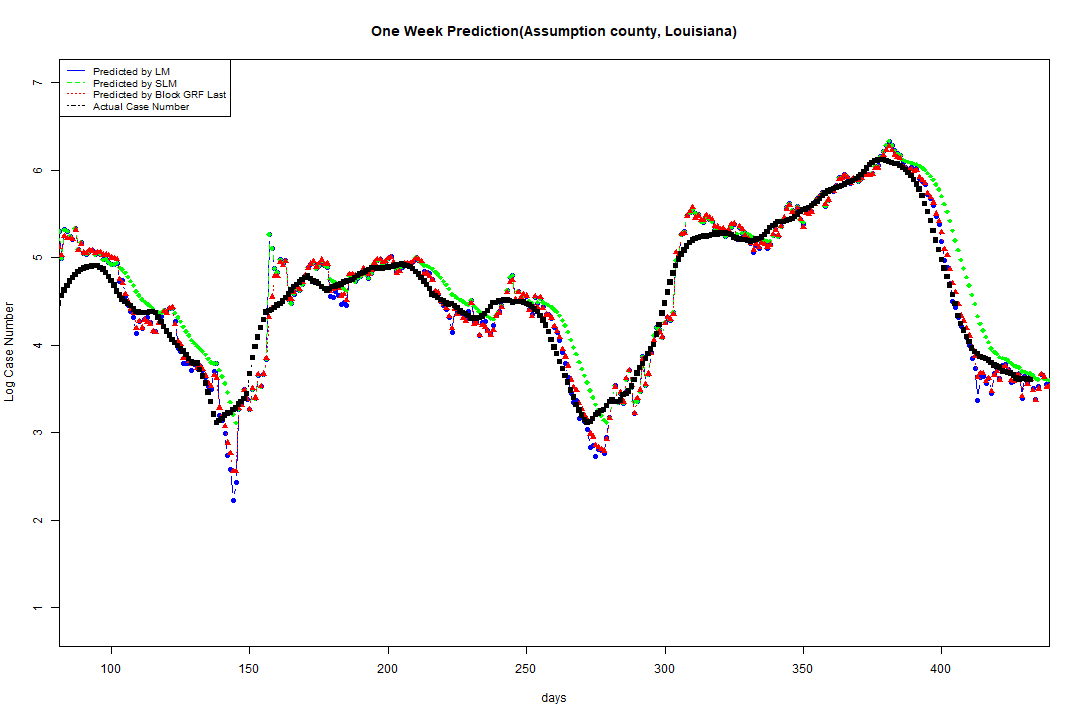 One Week Prediction(Assumption county, Louisiana)
Predicted by LM
Predicted by SLM
Predicted by Block GRF Last
Actual Case Number
7
6
5
4
3
2
1
Log Case Number
100 150 200 250 300 350 400
days